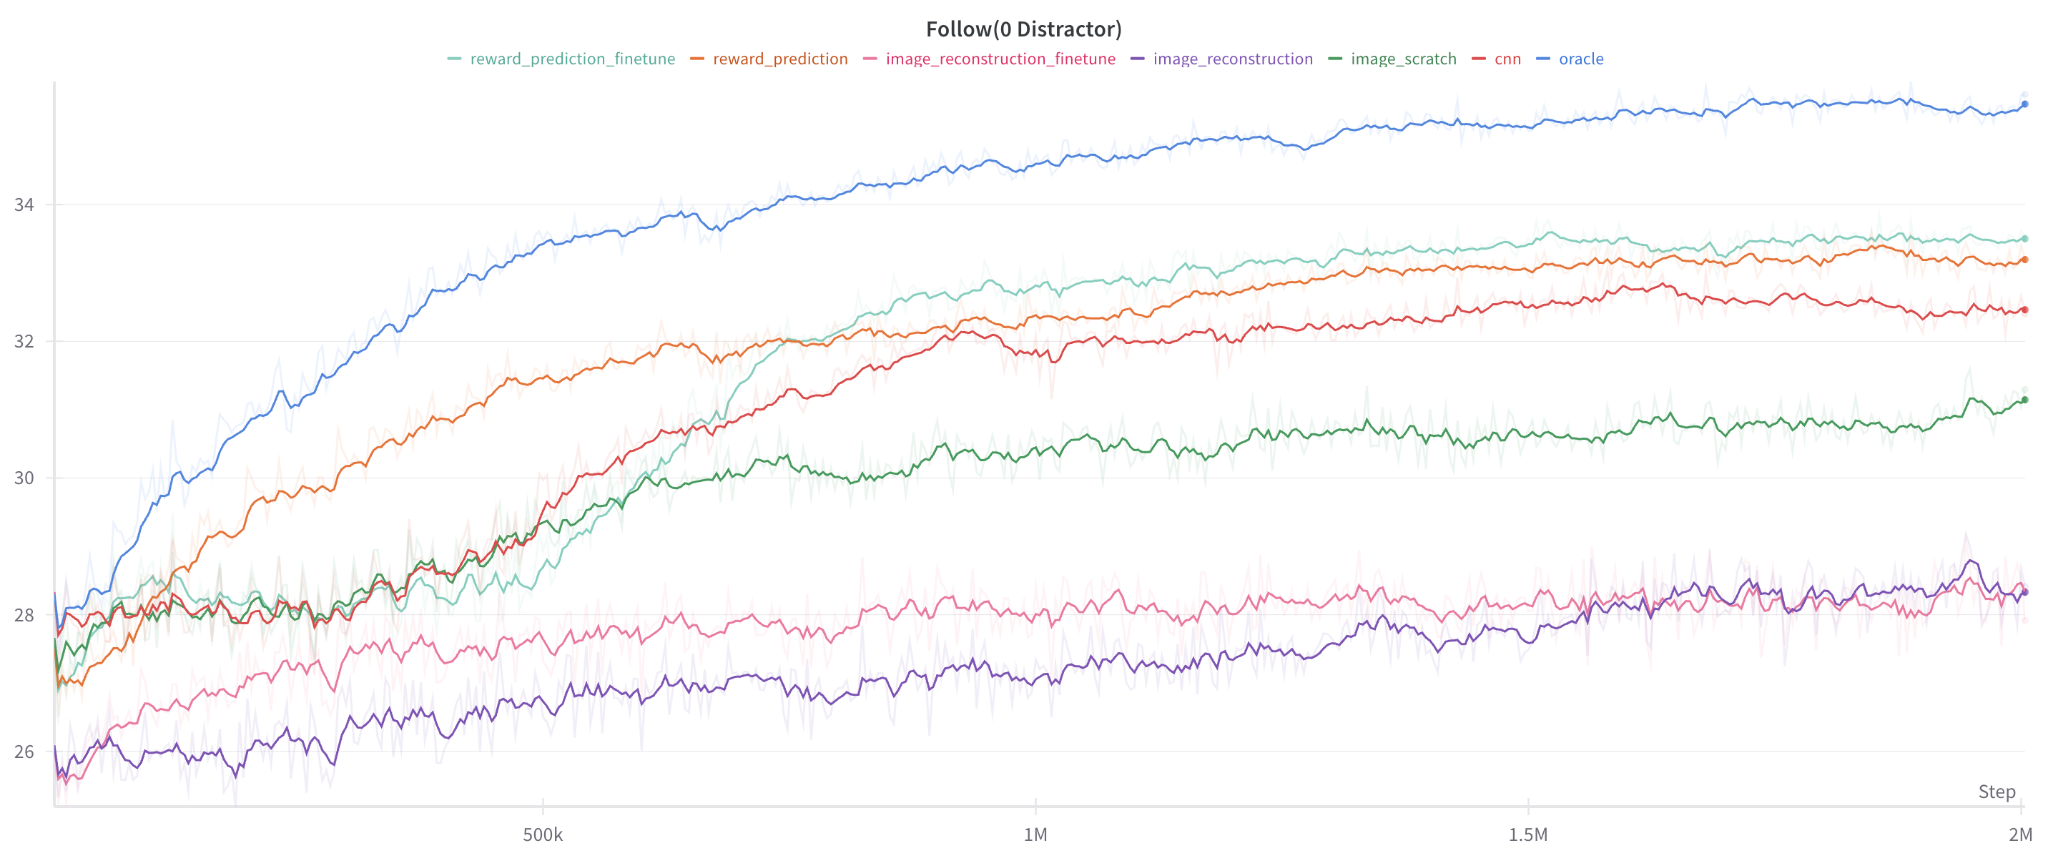 Follow(0 Distractor)
reward_prediction_finetune reward_prediction image_reconstruction_finetune image_reconstruction image_scratch cnn oracle
34
32
30
28
26
Step
500k 1M 1.5M 2M